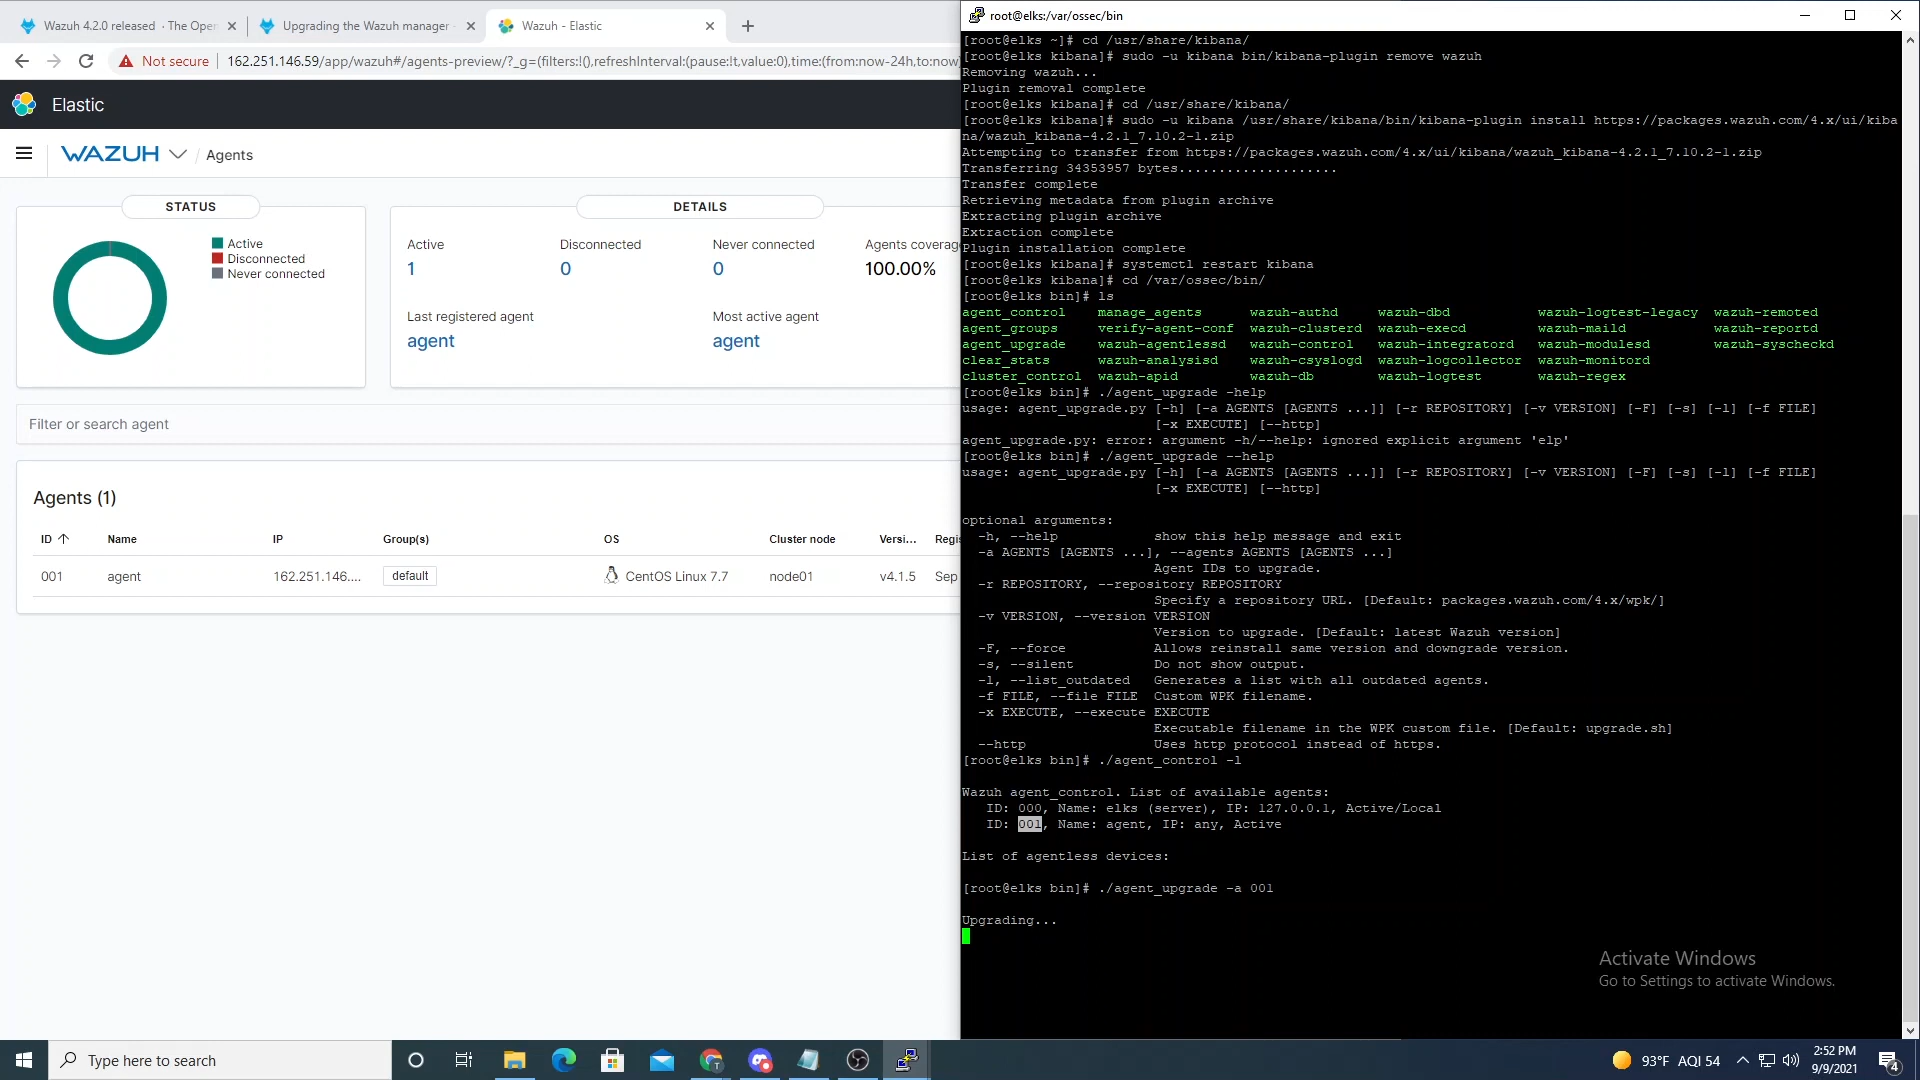 Wazuh 4.2.0 released · The Open
Upgrading the Wazuh manager
Wazuh - Elastic
Not secure
162.251.146.59/app/wazuh#/agents-preview/?_g=(filters:!(),refreshInterval:(pause:!t,value:0),time:(from:now-24h,to:now
Elastic
WAZUH
/ Agents
STATUS
Active
Disconnected
Never connected
DETAILS
Active
Disconnected
Never connected
Agents coverag
1
0
0
100.00%
Last registered agent
Most active agent
agent
agent
Filter or search agent
Agents (1)
ID Name IP Group(s) OS Cluster node Versi... Regis
001 agent 162.251.146.... default CentOS Linux 7.7 node01 v4.1.5 Sep
root@elks:/var/ossec/bin
[root@elks ~]# cd /usr/share/kibana/
[root@elks kibana]# sudo -u kibana bin/kibana-plugin remove wazuh
Removing wazuh...
Plugin removal complete
[root@elks kibana]# cd /usr/share/kibana/
[root@elks kibana]# sudo -u kibana /usr/share/kibana/bin/kibana-plugin install https://packages.wazuh.com/4.x/ui/kiba
na/wazuh_kibana-4.2.1_7.10.2-1.zip
Attempting to transfer from https://packages.wazuh.com/4.x/ui/kibana/wazuh_kibana-4.2.1_7.10.2-1.zip
Transferring 34353957 bytes....................
Transfer complete
Retrieving metadata from plugin archive
Extracting plugin archive
Extraction complete
Plugin installation complete
[root@elks kibana]# systemctl restart kibana
[root@elks kibana]# cd /var/ossec/bin/
[root@elks bin]# ls
agent_control    manage_agents      wazuh-authd      wazuh-dbd           wazuh-logtest-legacy  wazuh-remoted
agent_groups     verify-agent-conf  wazuh-clusterd   wazuh-execd         wazuh-maild           wazuh-reportd
agent_upgrade    wazuh-agentlessd   wazuh-control    wazuh-integratord   wazuh-modulesd        wazuh-syscheckd
clear_stats      wazuh-analysisd    wazuh-csyslogd   wazuh-logcollector  wazuh-monitord
cluster_control  wazuh-apid         wazuh-db         wazuh-logtest       wazuh-regex
[root@elks bin]# ./agent_upgrade -help
usage: agent_upgrade.py [-h] [-a AGENTS [AGENTS ...]] [-r REPOSITORY] [-v VERSION] [-F] [-s] [-l] [-f FILE]
[-x EXECUTE] [--http]
agent_upgrade.py: error: argument -h/--help: ignored explicit argument 'elp'
[root@elks bin]# ./agent_upgrade --help
usage: agent_upgrade.py [-h] [-a AGENTS [AGENTS ...]] [-r REPOSITORY] [-v VERSION] [-F] [-s] [-l] [-f FILE]
[-x EXECUTE] [--http]
optional arguments:
-h, --help            show this help message and exit
-a AGENTS [AGENTS ...], --agents AGENTS [AGENTS ...]
Agent IDs to upgrade.
-r REPOSITORY, --repository REPOSITORY
Specify a repository URL. [Default: packages.wazuh.com/4.x/wpk/]
-v VERSION, --version VERSION
Version to upgrade. [Default: latest Wazuh version]
-F, --force           Allows reinstall same version and downgrade version.
-s, --silent          Do not show output.
-l, --list_outdated   Generates a list with all outdated agents.
-f FILE, --file FILE  Custom WPK filename.
-x EXECUTE, --execute EXECUTE
Executable filename in the WPK custom file. [Default: upgrade.sh]
--http                Uses http protocol instead of https.
[root@elks bin]# ./agent_control -l
Wazuh agent_control. List of available agents:
ID: 000, Name: elks (server), IP: 127.0.0.1, Active/Local
ID: 001, Name: agent, IP: any, Active
List of agentless devices:
[root@elks bin]# ./agent_upgrade -a 001
Upgrading...
Activate Windows
Go to Settings to activate Windows.
Type here to search
T
93°F AQI 54
2:52 PM
9/9/2021
4